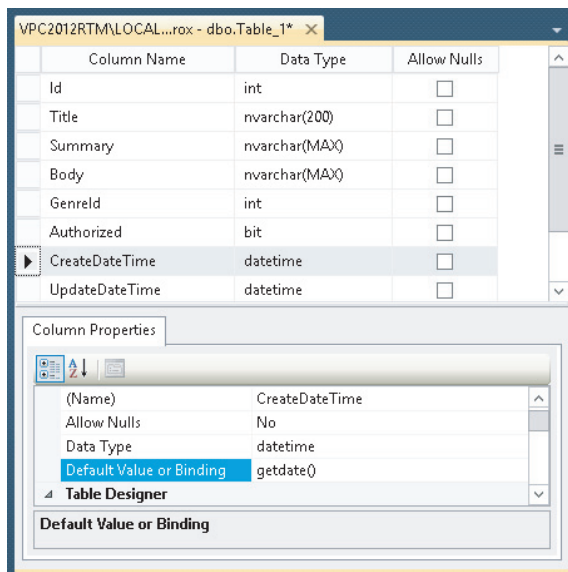 VPC2012RTM\LOCAL...rox - dbo.Table_1*
Column Name Data Type Allow Nulls
Id int
Title nvarchar(200)
Summary nvarchar(MAX)
Body nvarchar(MAX)
GenreId int
Authorized bit
CreateDateTime datetime
UpdateDateTime datetime
Column Properties
(Name) CreateDateTime
Allow Nulls No
Data Type datetime
Default Value or Binding getdate()
Table Designer
Default Value or Binding